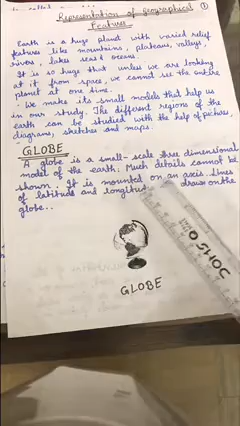 1
Representation of geographical
Features
Earth is a huge planet with varied relief
features like mountains, plateaus, valleys,
rivers, lakes seas & oceans.
It is so huge that unless we are looking
at it from space, we cannot see the entire
planet at one time.
We make its small models that help us
in our study. The different regions of the
earth can be studied with the help of picture,
diagrams, sketches and maps.
GLOBE
A globe is a small-scale three dimensional
model of the earth. Much details cannot be
shown. It is mounted on an axis. Lines
of latitude and longitud draw on the
globe..
GLOBE